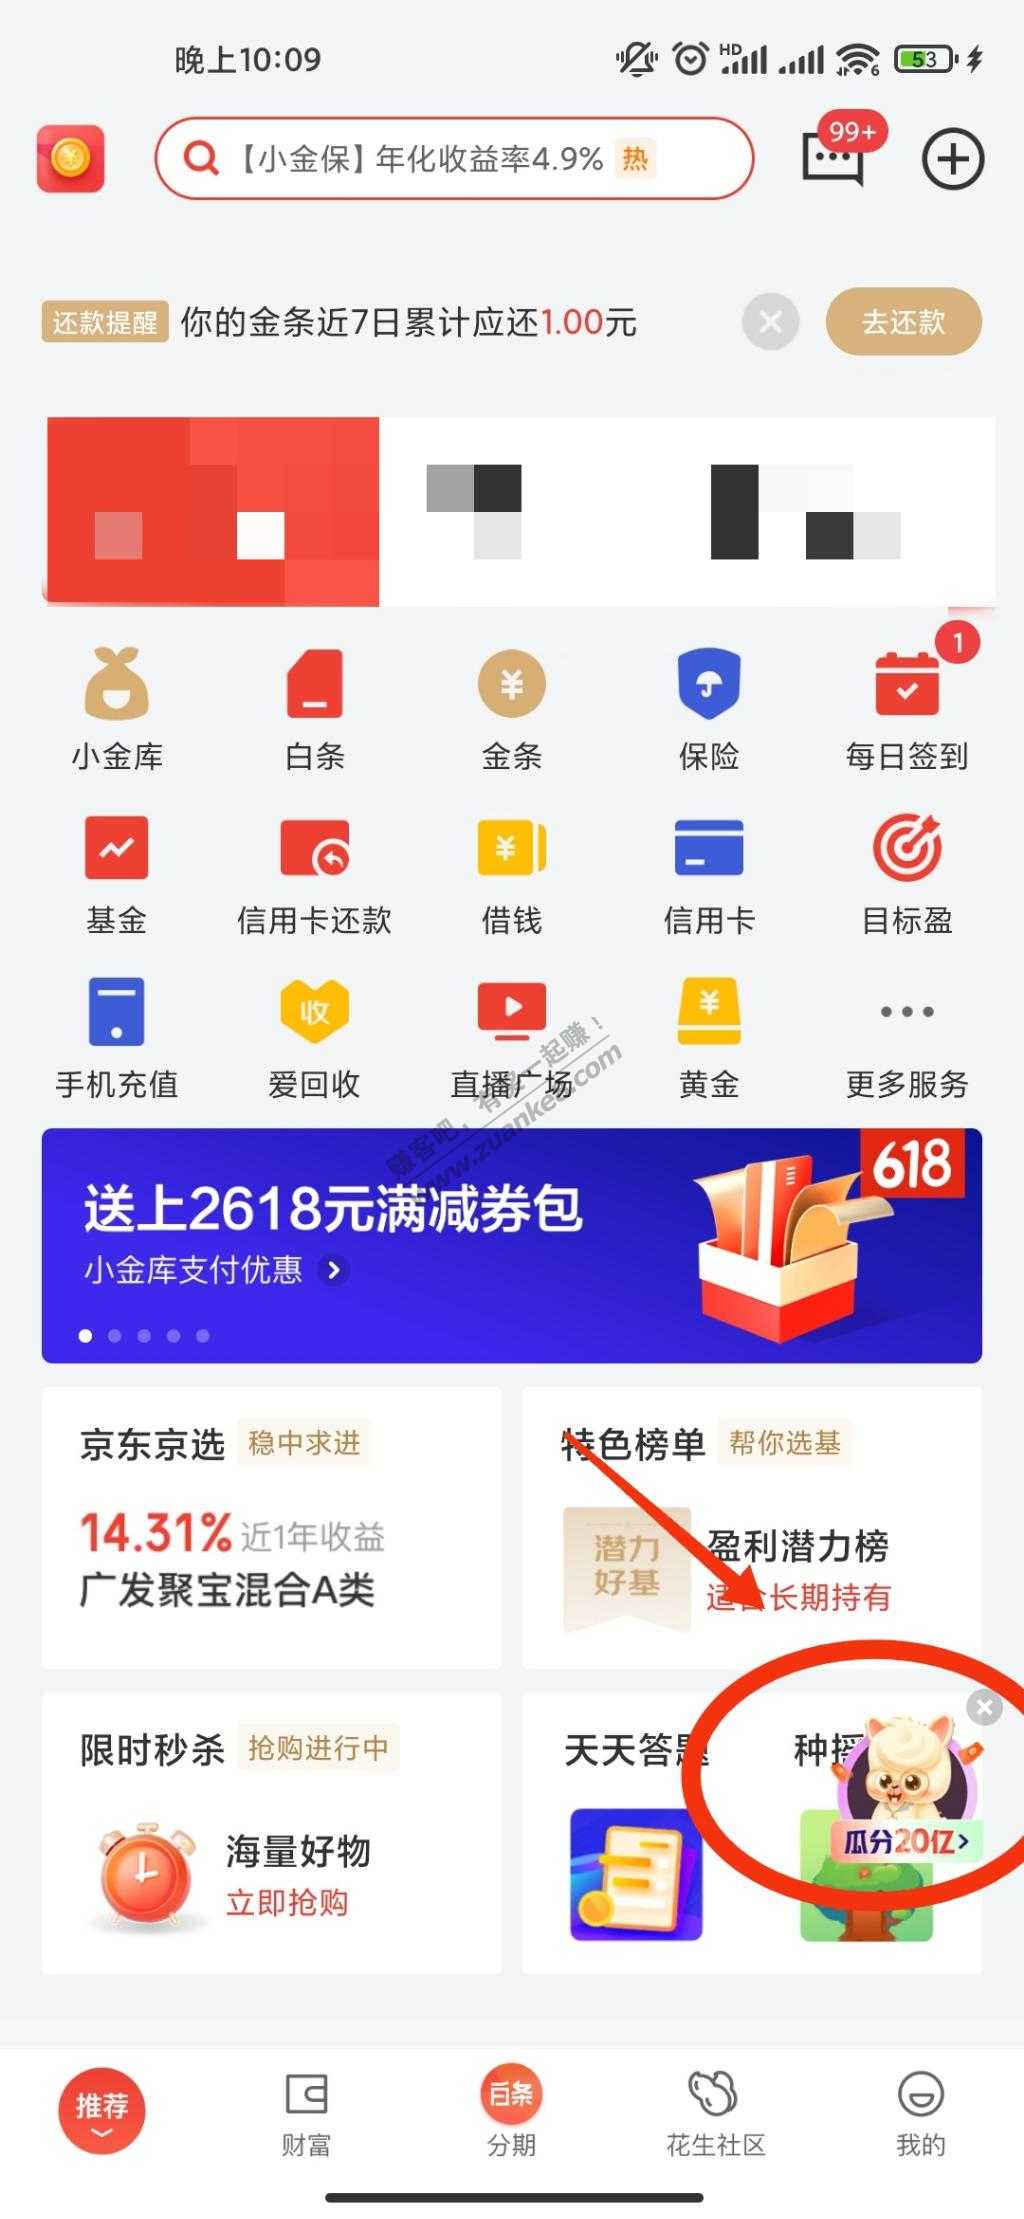 晚上10:09
HD
6
53
【小金保】年化收益率4.9% 热
99+
还款提醒 你的金条近7日累计应还1.00元
去还款
1
小金库 白条 金条 保险 每日签到
基金 信用卡还款 借钱 信用卡 目标盈
收
手机充值 爱回收 直播广场 黄金 更多服务
赚客吧，有奖一起赚！
www.zuanke8.com
618
送上2618元满减券包
小金库支付优惠
京东京选 稳中求进
14.31% 近1年收益
广发聚宝混合A类
特色榜单 帮你选基
潜力
好基
盈利潜力榜
适合长期持有
限时秒杀 抢购进行中
海量好物
立即抢购
天天答题
种摇
瓜分20亿>
推荐
财富
白条
分期
花生社区
我的